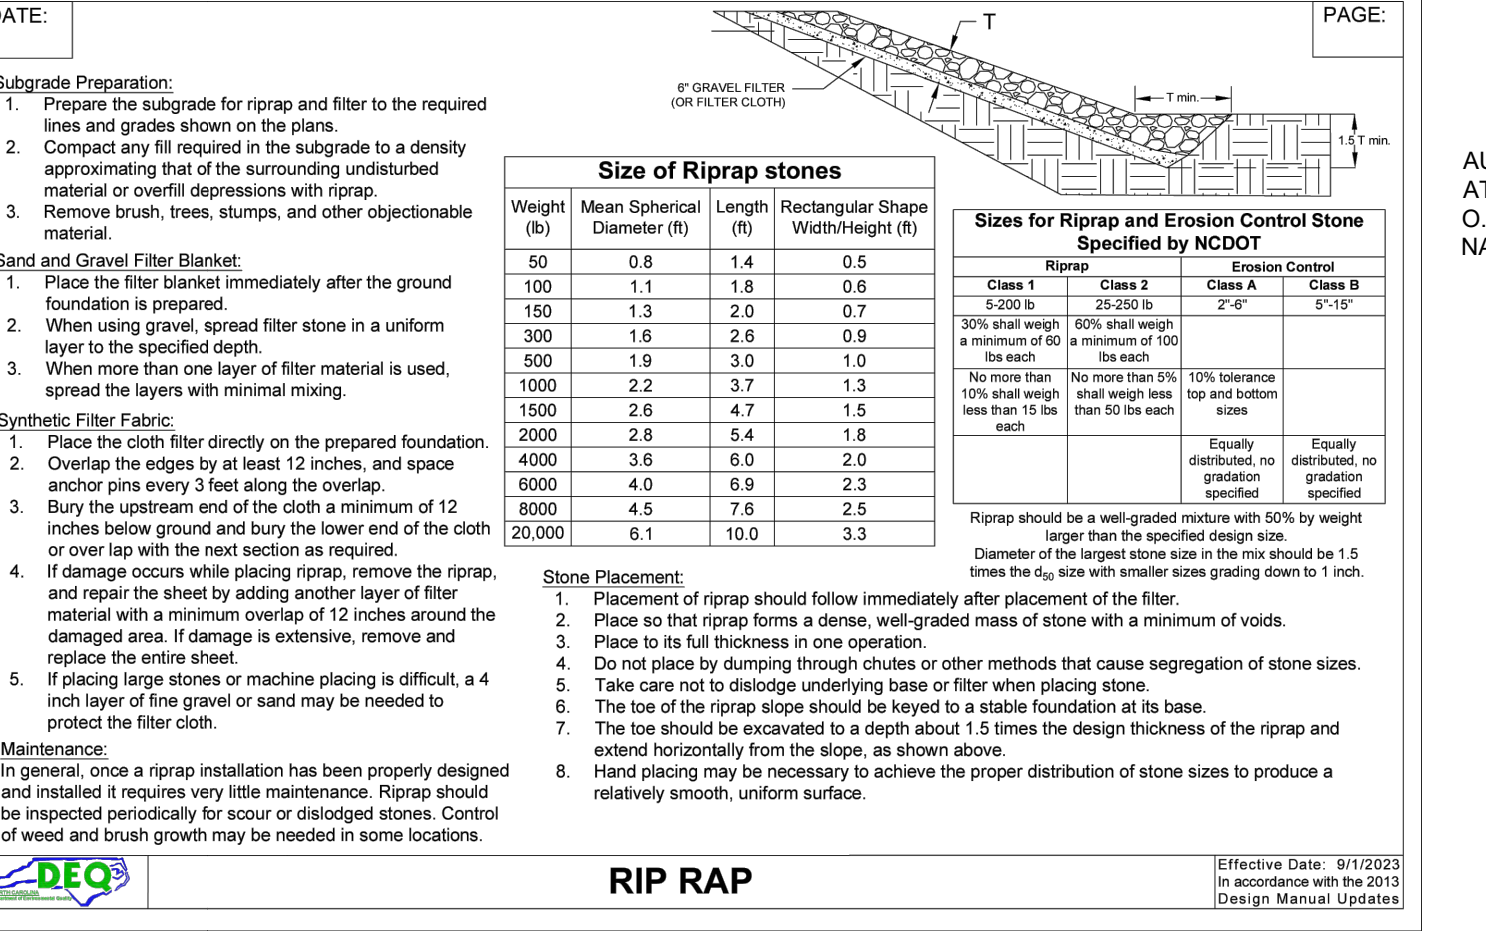 DATE:
PAGE:
T
6" GRAVEL FILTER
(OR FILTER CLOTH)
T min.
1.5 T min.
Subgrade Preparation:
1. Prepare the subgrade for riprap and filter to the required
lines and grades shown on the plans.
2. Compact any fill required in the subgrade to a density
approximating that of the surrounding undisturbed
material or overfill depressions with riprap.
3. Remove brush, trees, stumps, and other objectionable
material.
Sand and Gravel Filter Blanket:
1. Place the filter blanket immediately after the ground
foundation is prepared.
2. When using gravel, spread filter stone in a uniform
layer to the specified depth.
3. When more than one layer of filter material is used,
spread the layers with minimal mixing.
Synthetic Filter Fabric:
1. Place the cloth filter directly on the prepared foundation.
2. Overlap the edges by at least 12 inches, and space
anchor pins every 3 feet along the overlap.
3. Bury the upstream end of the cloth a minimum of 12
inches below ground and bury the lower end of the cloth
or over lap with the next section as required.
4. If damage occurs while placing riprap, remove the riprap,
and repair the sheet by adding another layer of filter
material with a minimum overlap of 12 inches around the
damaged area. If damage is extensive, remove and
replace the entire sheet.
5. If placing large stones or machine placing is difficult, a 4
inch layer of fine gravel or sand may be needed to
protect the filter cloth.
Maintenance:
In general, once a riprap installation has been properly designed
and installed it requires very little maintenance. Riprap should
be inspected periodically for scour or dislodged stones. Control
of weed and brush growth may be needed in some locations.
Size of Riprap stones
Weight (lb) Mean Spherical Diameter (ft) Length (ft) Rectangular Shape Width/Height (ft)
50 0.8 1.4 0.5
100 1.1 1.8 0.6
150 1.3 2.0 0.7
300 1.6 2.6 0.9
500 1.9 3.0 1.0
1000 2.2 3.7 1.3
1500 2.6 4.7 1.5
2000 2.8 5.4 1.8
4000 3.6 6.0 2.0
6000 4.0 6.9 2.3
8000 4.5 7.6 2.5
20,000 6.1 10.0 3.3
Sizes for Riprap and Erosion Control Stone
Specified by NCDOT
Riprap Erosion Control
Class 1 Class 2 Class A Class B
5-200 lb 25-250 lb 2"-6" 5"-15"
30% shall weigh
a minimum of 60
lbs each
60% shall weigh
a minimum of 100
lbs each
No more than
10% shall weigh
less than 15 lbs
each
No more than 5%
shall weigh less
than 50 lbs each
10% tolerance
top and bottom
sizes
Equally
distributed, no
gradation
specified
Equally
distributed, no
gradation
specified
Riprap should be a well-graded mixture with 50% by weight
larger than the specified design size.
Diameter of the largest stone size in the mix should be 1.5
times the d50 size with smaller sizes grading down to 1 inch.
Stone Placement:
1. Placement of riprap should follow immediately after placement of the filter.
2. Place so that riprap forms a dense, well-graded mass of stone with a minimum of voids.
3. Place to its full thickness in one operation.
4. Do not place by dumping through chutes or other methods that cause segregation of stone sizes.
5. Take care not to dislodge underlying base or filter when placing stone.
6. The toe of the riprap slope should be keyed to a stable foundation at its base.
7. The toe should be excavated to a depth about 1.5 times the design thickness of the riprap and
extend horizontally from the slope, as shown above.
8. Hand placing may be necessary to achieve the proper distribution of stone sizes to produce a
relatively smooth, uniform surface.
DEQ
RIP RAP
Effective Date: 9/1/2023
In accordance with the 2013
Design Manual Updates